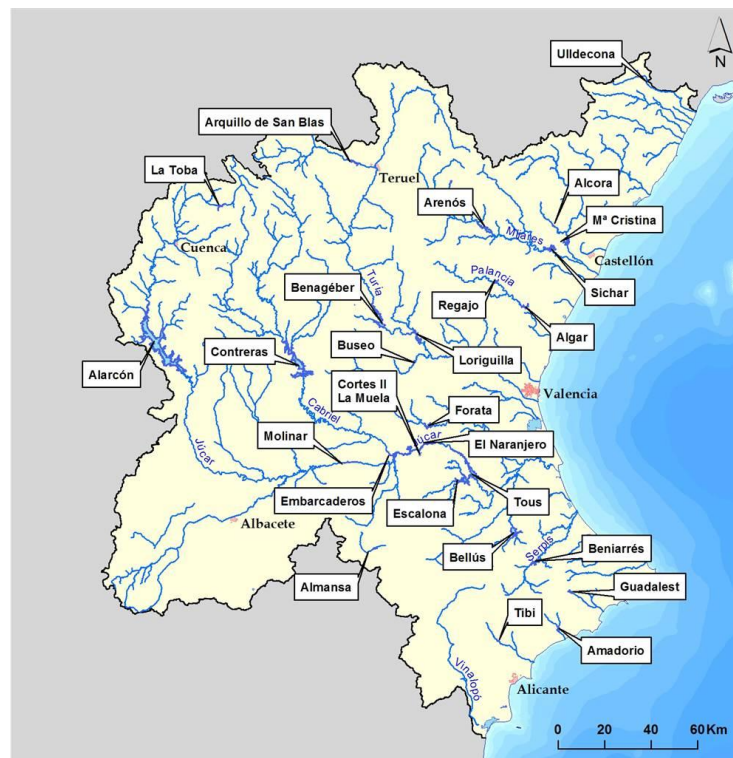 Ulldecona
N
Arquillo de San Blas
Teruel
La Toba
Alcora
Arenós
Mª Cristina
Mijares
Cuenca
Castellón
Palancia
Turia
Benagéber
Regajo
Sichar
Algar
Buseo
Loriguilla
Contreras
Alarcón
Cortes II
La Muela
Valencia
Cabriel
Forata
Molinar
Júcar
El Naranjero
Júcar
Embarcaderos
Escalona
Tous
Albacete
Bellús
Serpis
Beniarrés
Almansa
Guadalest
Tibi
Amadorio
Vinalopó
Alicante
0 20 40 60 Km